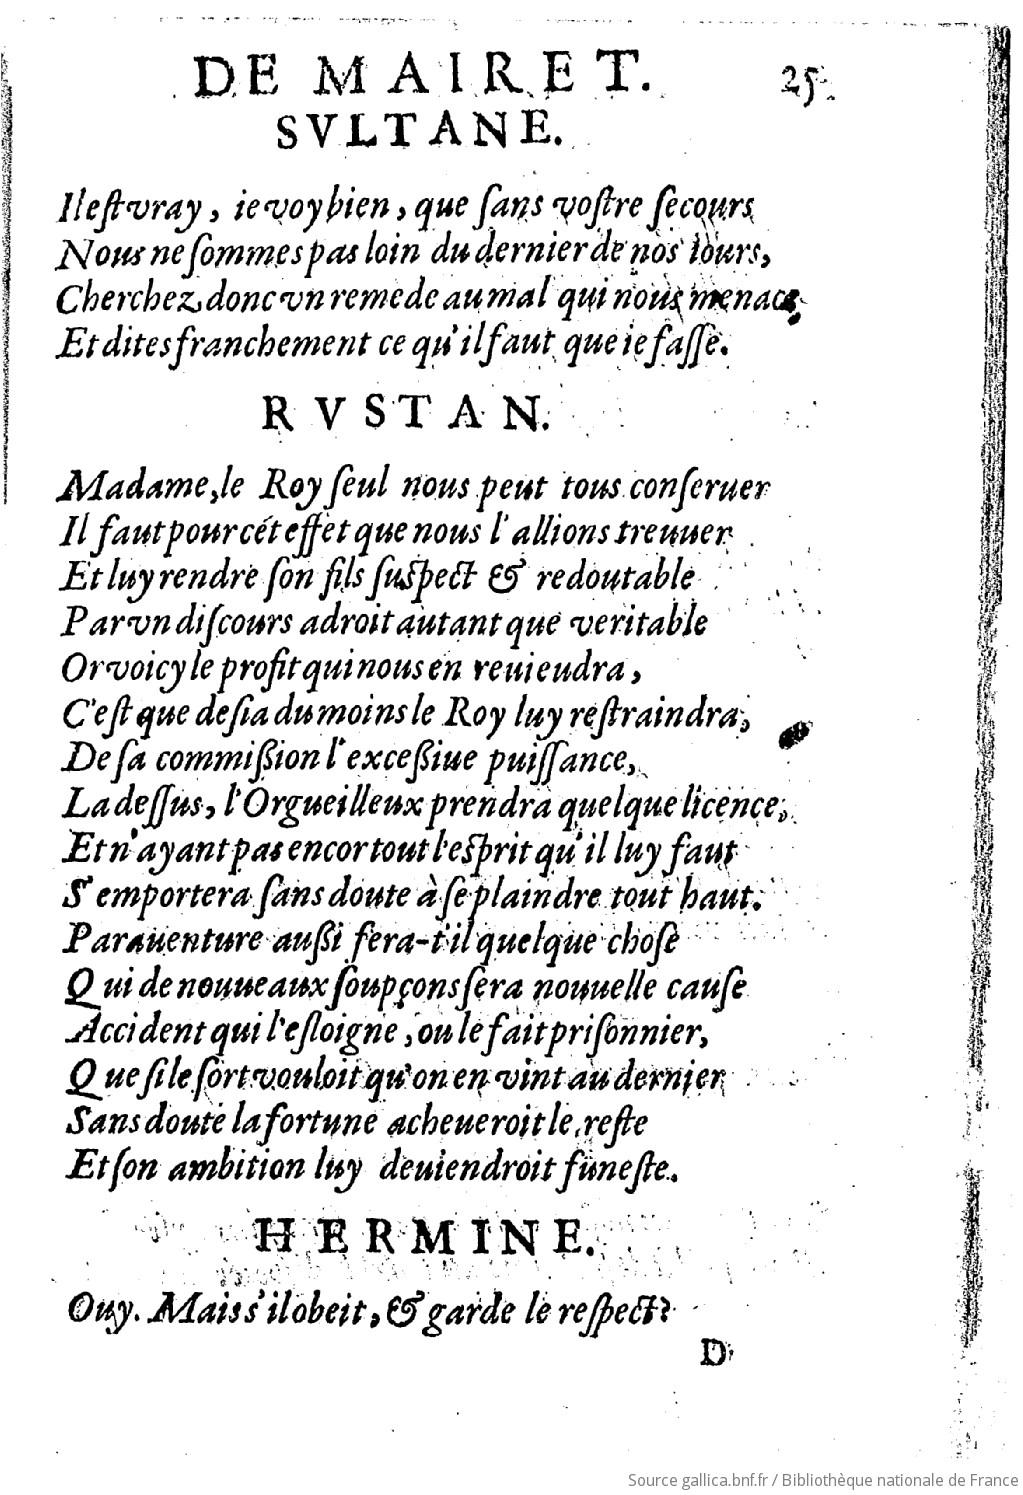 DE MAIRET. 25.
SVLTANE.
Il est vray, ie voy bien, que ſans voſtre ſecours
Nous ne ſommes pas loin du dernier de nos iours,
Cherchez donc vn remede au mal qui nous menace,
Et dites franchement ce qu'il faut que ie faſſe.
RVSTAN.
Madame, le Roy ſeul nous peut tous conſeruer
Il faut pour cét effet que nous l'allions treuuer
Et luy rendre ſon fils ſuſpect & redoutable
Par vn diſcours adroit autant que veritable
Or voicy le profit qui nous en reuieudra,
C'eſt que deſia du moins le Roy luy reſtraindra,
De ſa commißion l'exceßiue puiſſance,
La deſſus, l'Orgueilleux prendra quelque licence,
Et n'ayant pas encor tout l'eſprit qu'il luy faut
S'emportera ſans doute à ſe plaindre tout haut.
Parauenture außi fera-t'il quelque choſe
Qui de nouueaux ſoupçons ſera nouuelle cauſe
Accident qui l'eſloigne, ou le fait priſonnier,
Que ſi le ſort vouloit qu'on en vint au dernier
Sans doute la fortune acheueroit le reſte
Et ſon ambition luy deuiendroit funeſte.
HERMINE.
Ouy. Mais s'il obeit, & garde le reſpect?
D
Source gallica.bnf.fr / Bibliothèque nationale de France